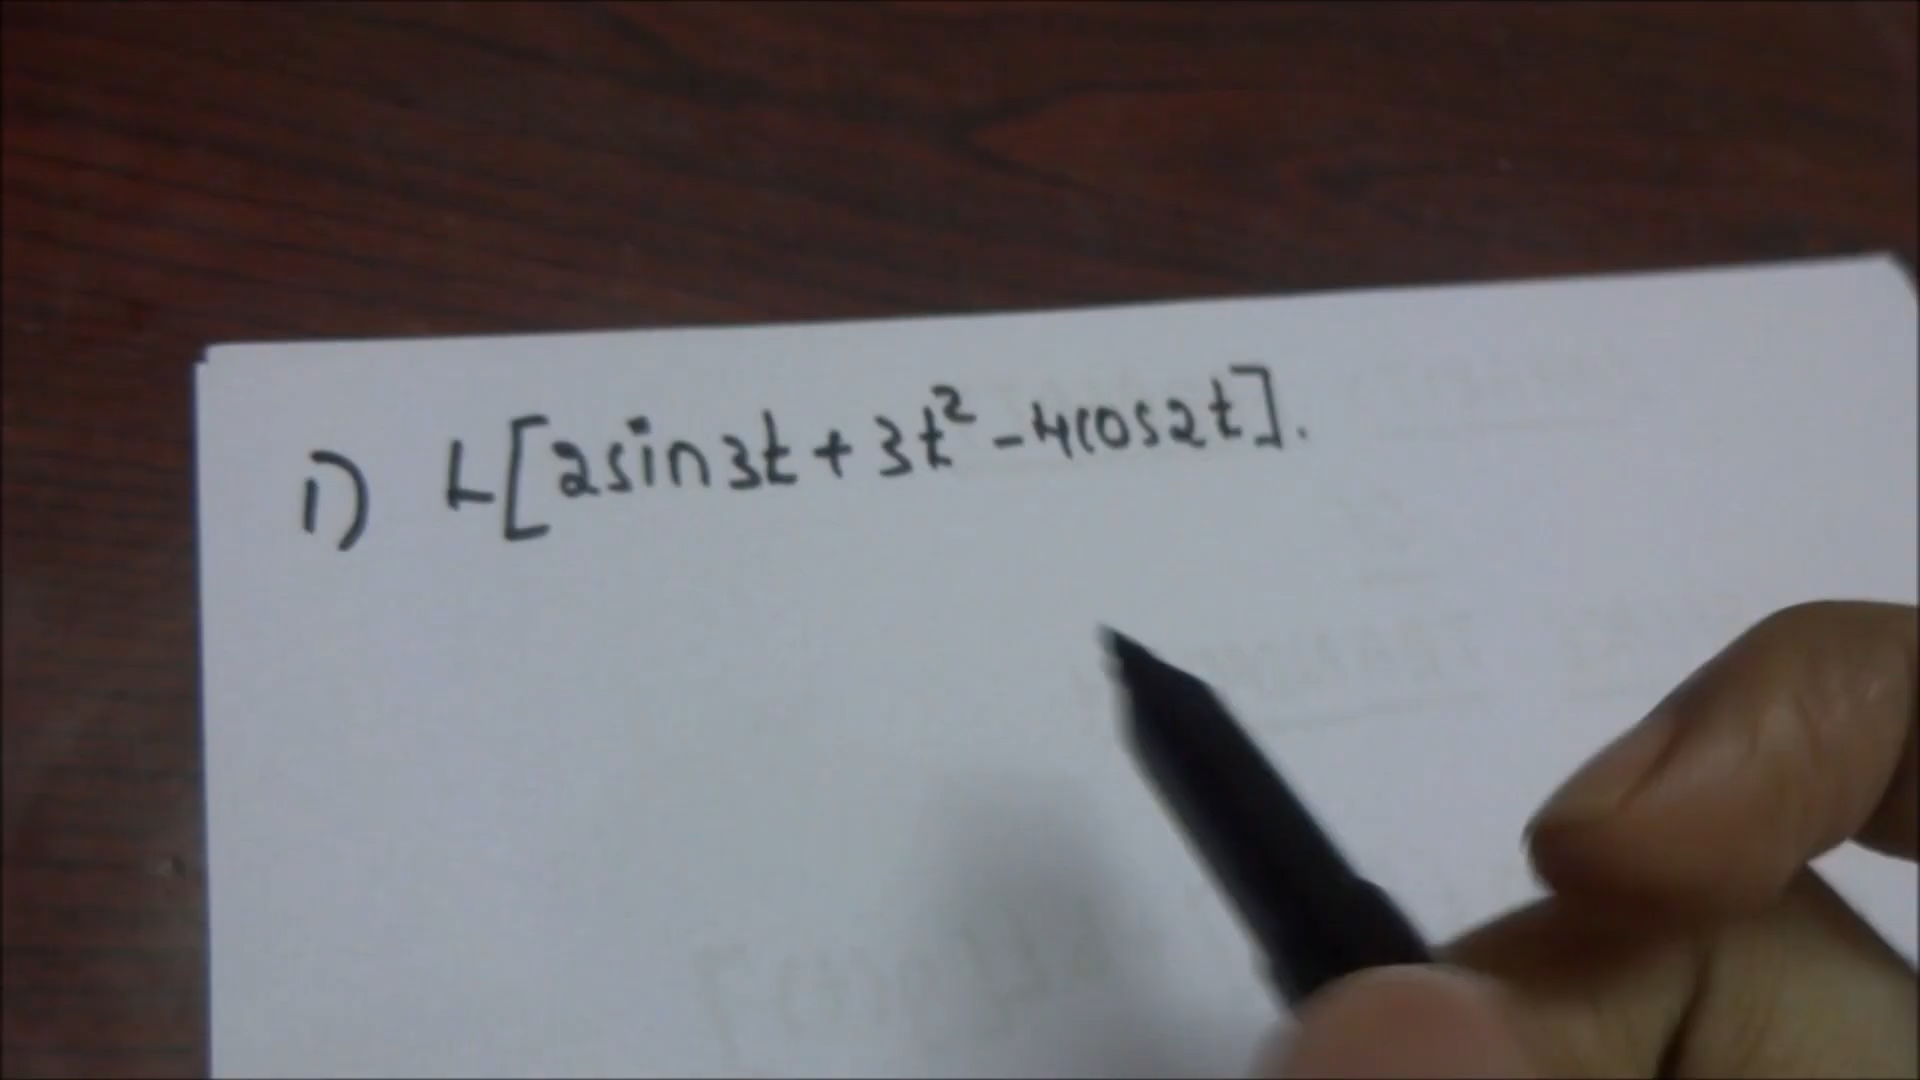 1) L[2sin3t + 3t² - 4cos2t].